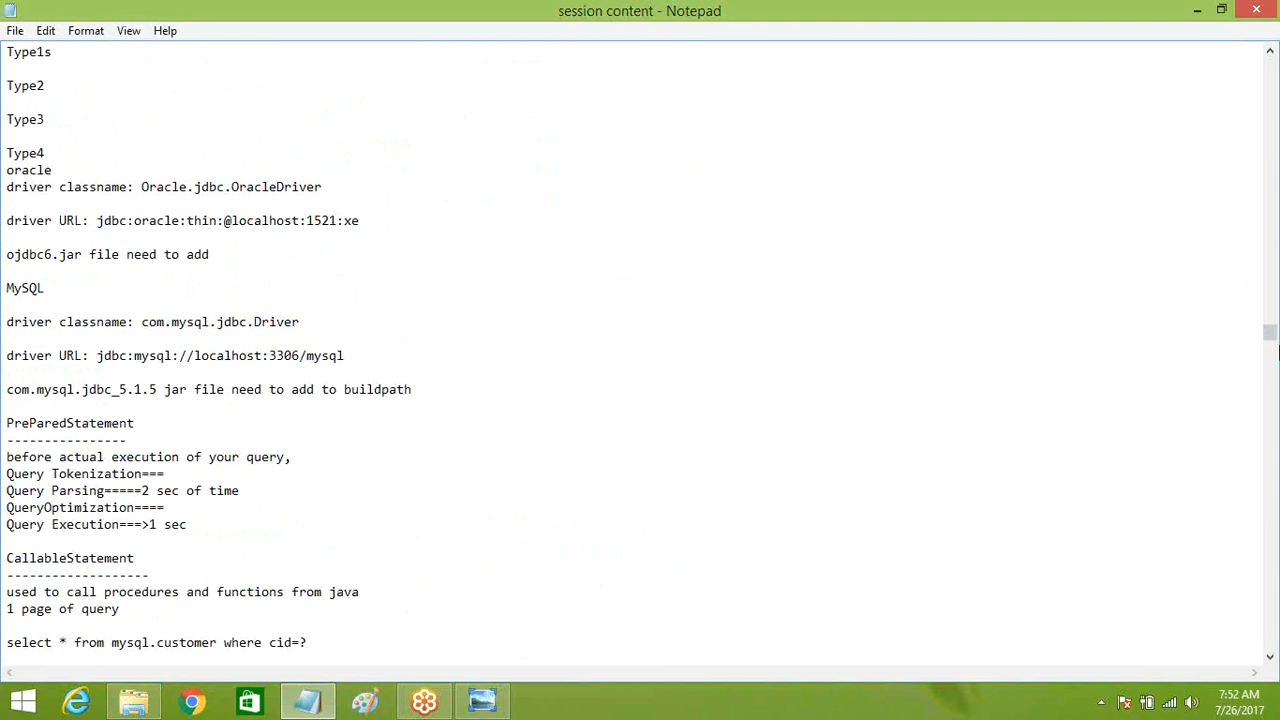 session content - Notepad
File Edit Format View Help
Type1s
Type2
Type3
Type4
oracle
driver classname: Oracle.jdbc.OracleDriver
driver URL: jdbc:oracle:thin:@localhost:1521:xe
ojdbc6.jar file need to add
MySQL
driver classname: com.mysql.jdbc.Driver
driver URL: jdbc:mysql://localhost:3306/mysql
com.mysql.jdbc_5.1.5 jar file need to add to buildpath
PreParedStatement
----------------
before actual execution of your query,
Query Tokenization===
Query Parsing=====2 sec of time
QueryOptimization====
Query Execution===>1 sec
CallableStatement
-------------------
used to call procedures and functions from java
1 page of query
select * from mysql.customer where cid=?
7:52 AM
7/26/2017